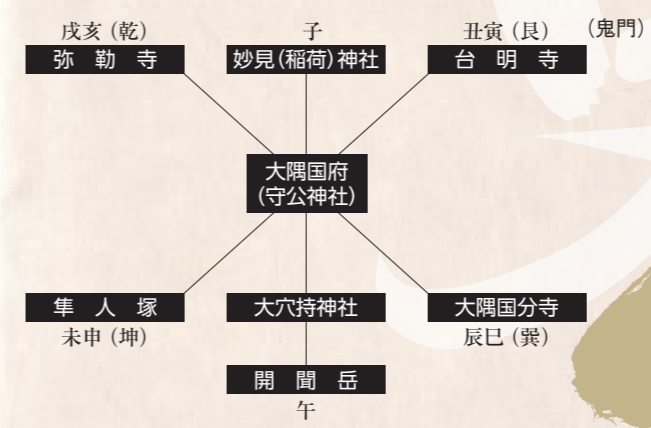 戌亥（乾）
子
丑寅（艮）
（鬼門）
弥勒寺
妙見（稲荷）神社
台明寺
大隅国府
（守公神社）
隼人塚
大穴持神社
大隅国分寺
未申（坤）
辰巳（巽）
開聞岳
午